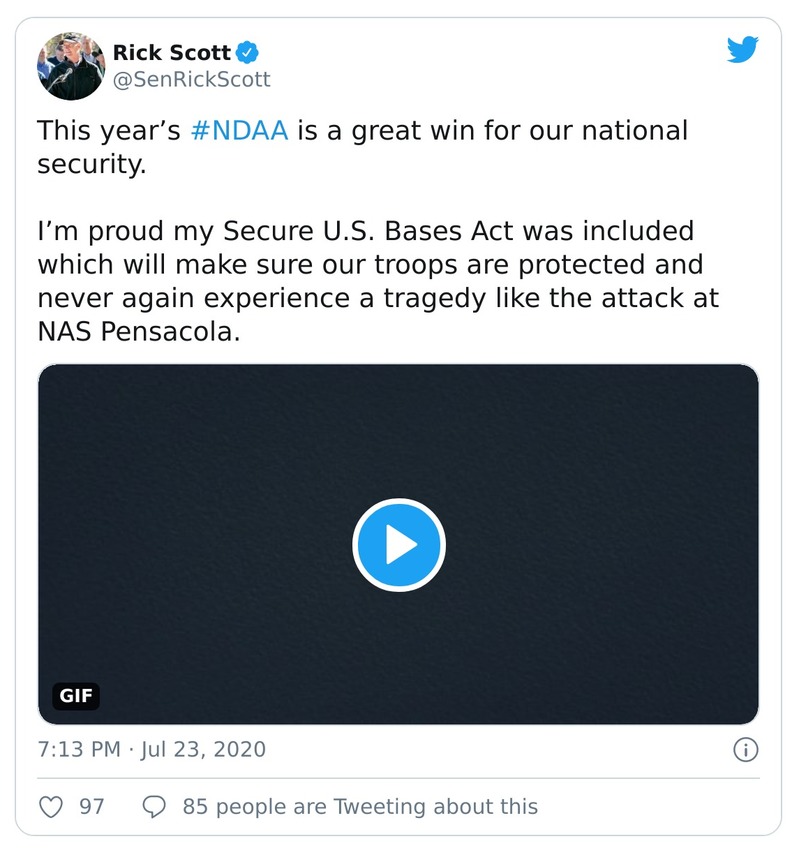 Rick Scott
@SenRickScott
This year’s #NDAA is a great win for our national
security.
I’m proud my Secure U.S. Bases Act was included
which will make sure our troops are protected and
never again experience a tragedy like the attack at
NAS Pensacola.
GIF
7:13 PM · Jul 23, 2020
97
85 people are Tweeting about this